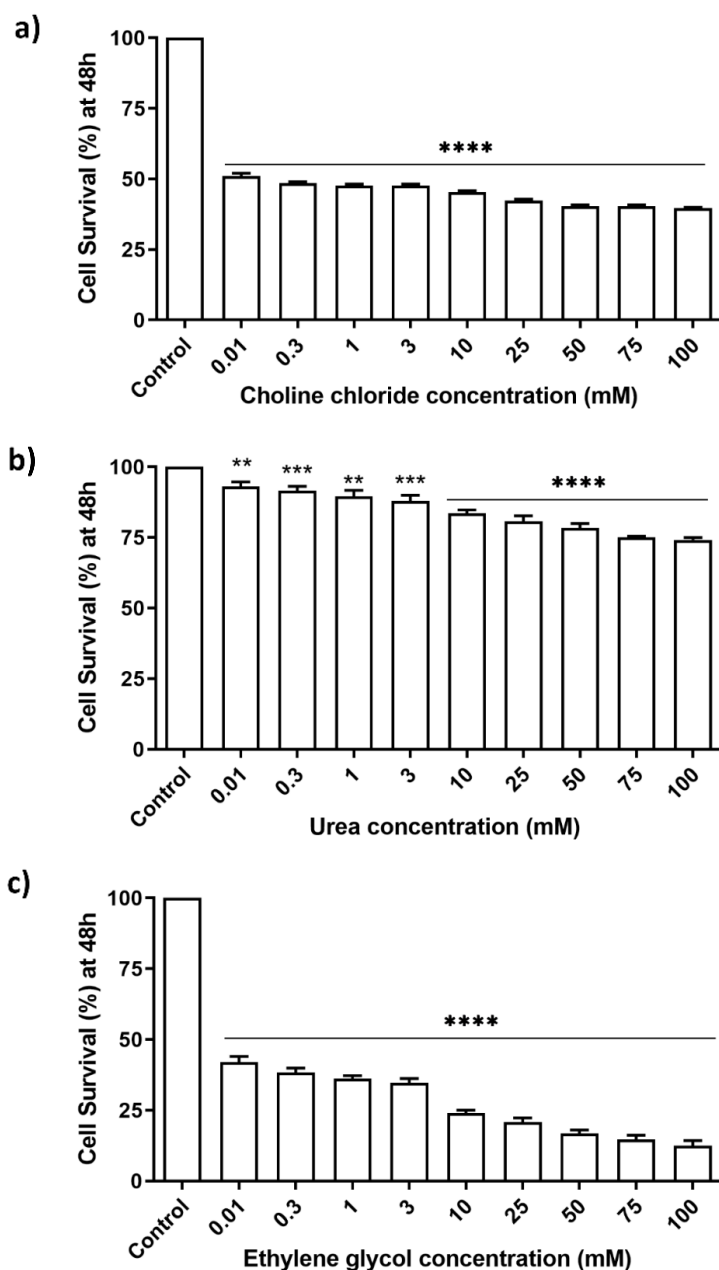 a)
Cell Survival (%) at 48h
100
75
50
25
0
****
Control 0.01 0.3 1 3 10 25 50 75 100
Choline chloride concentration (mM)
b)
Cell Survival (%) at 48h
100
75
50
25
0
** *** ** *** ****
Control 0.01 0.3 1 3 10 25 50 75 100
Urea concentration (mM)
c)
Cell Survival (%) at 48h
100
75
50
25
0
****
Control 0.01 0.3 1 3 10 25 50 75 100
Ethylene glycol concentration (mM)